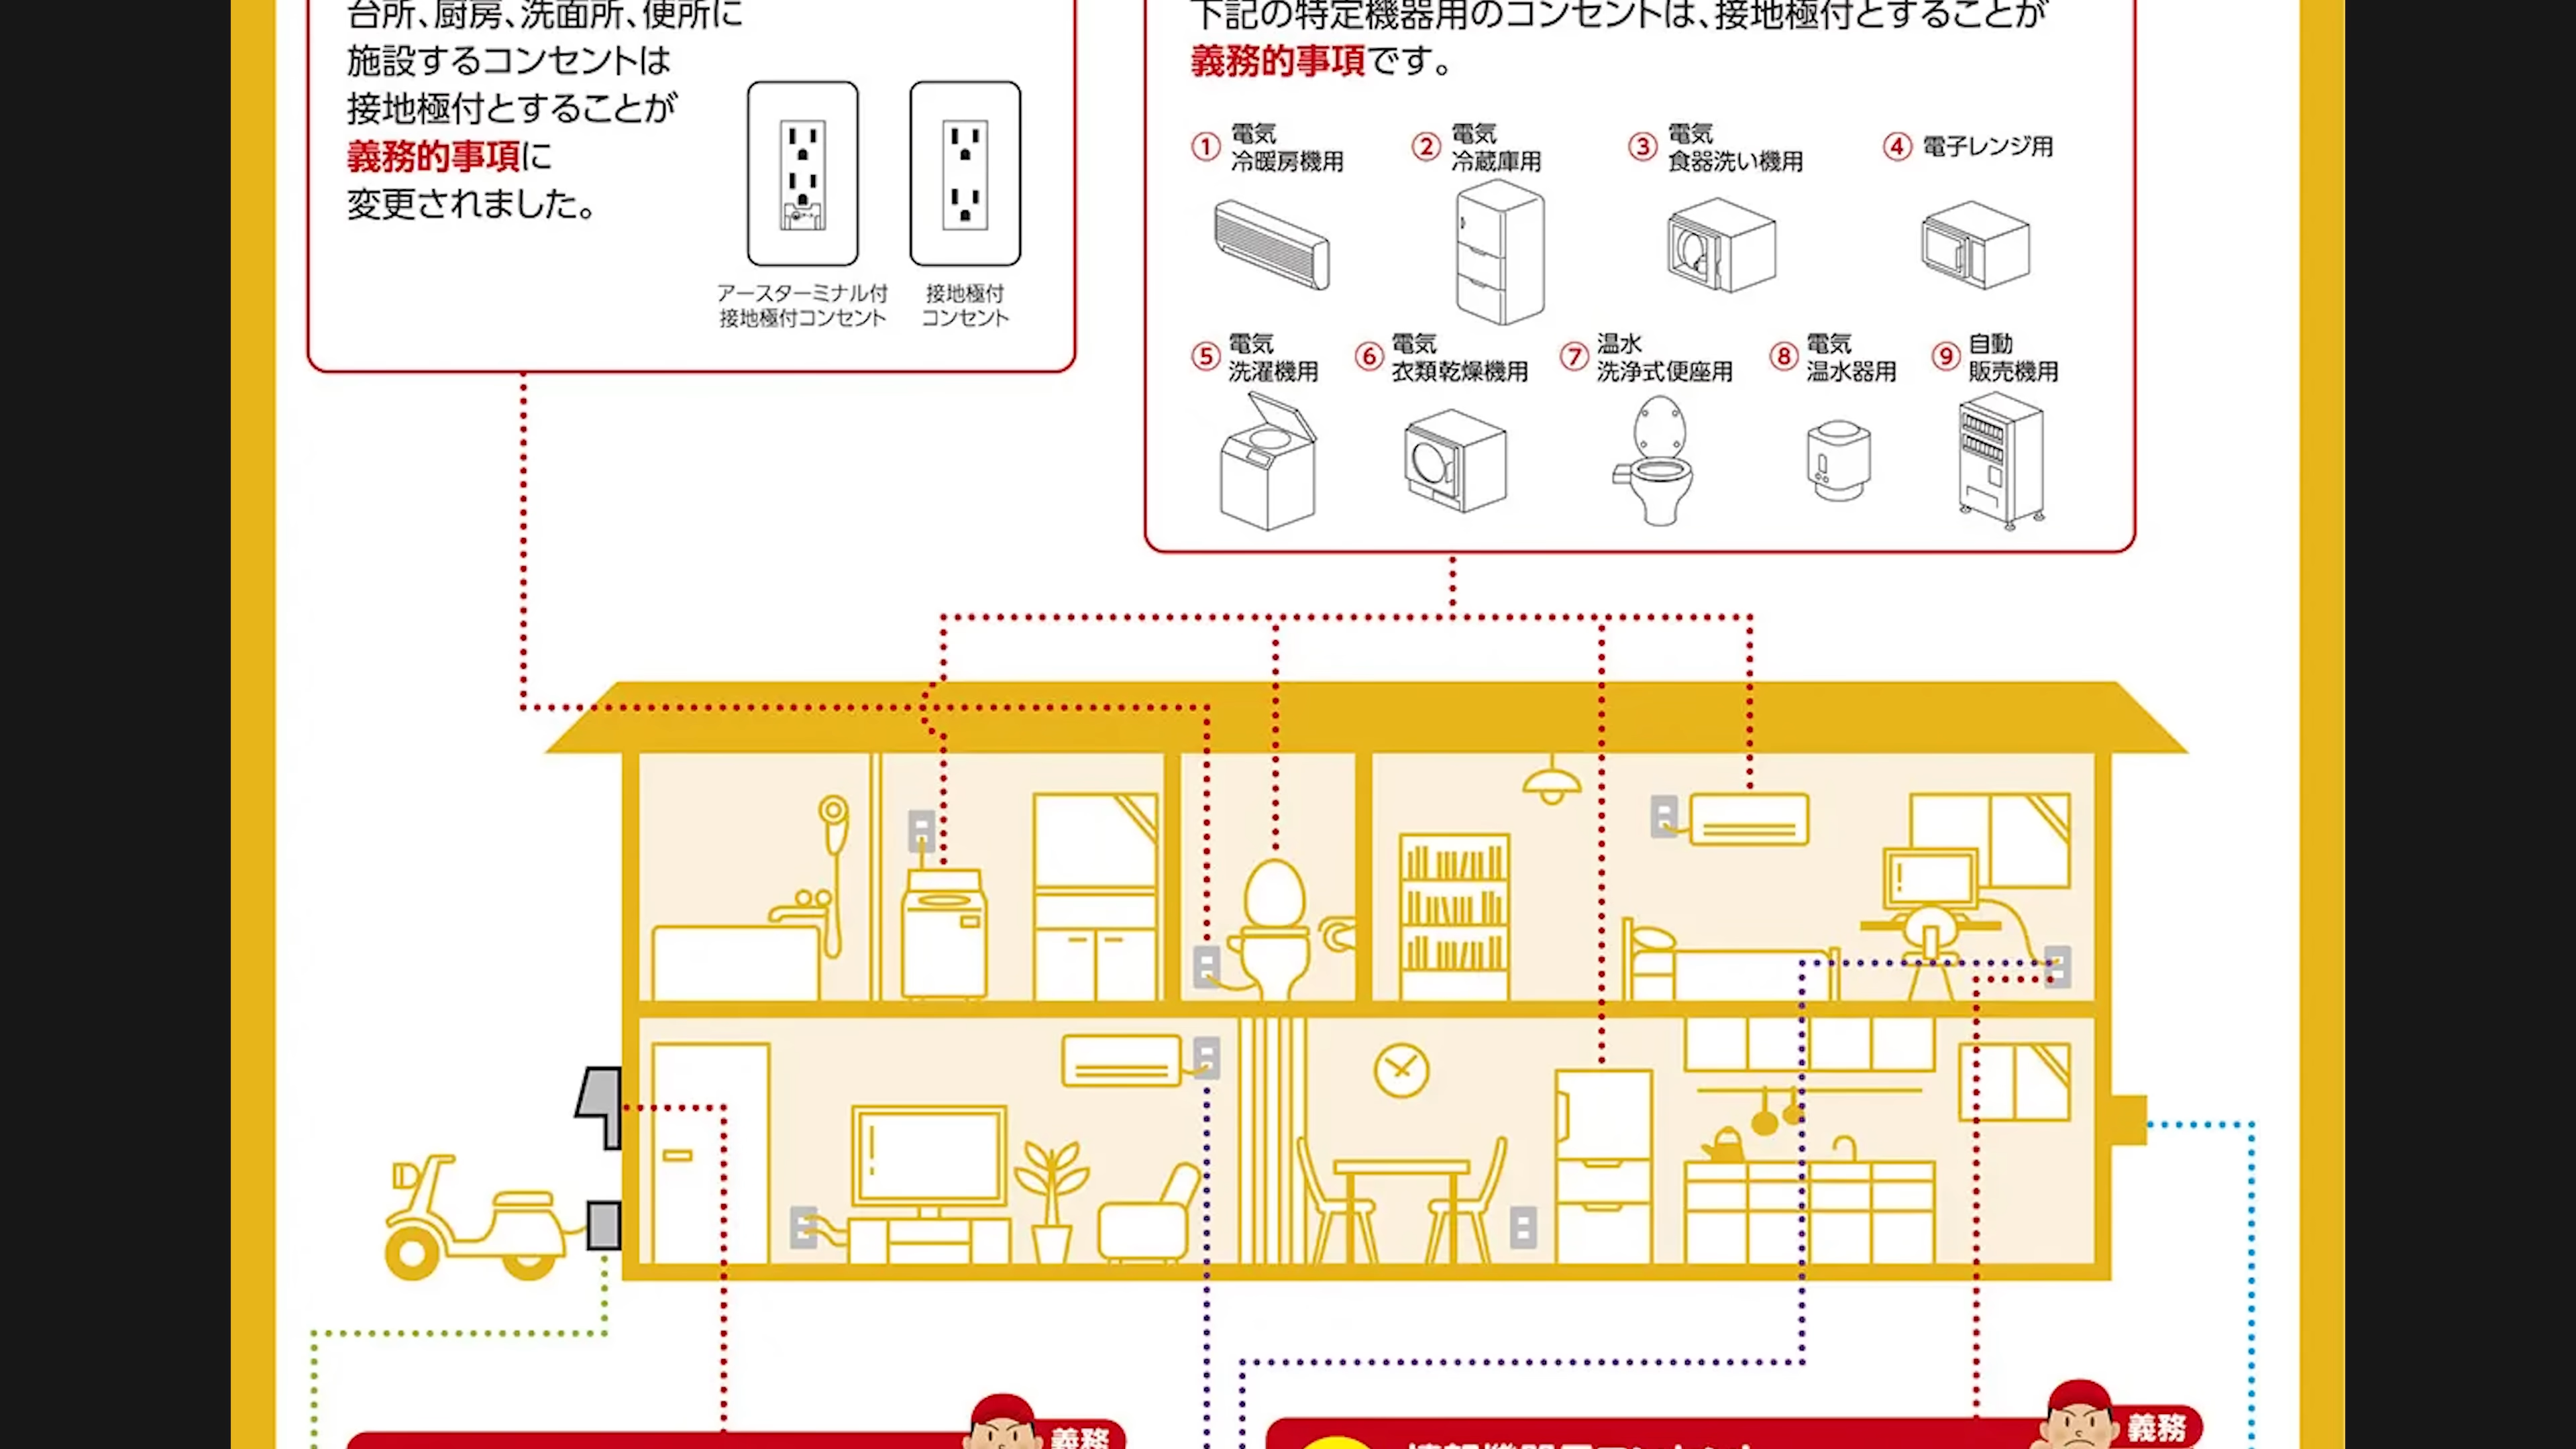 台所、厨房、洗面所、便所に
施設するコンセントは
接地極付とすることが
義務的事項に
変更されました。
アースターミナル付
接地極付コンセント
接地極付
コンセント
下記の特定機器用のコンセントは、接地極付とすることが
義務的事項です。
① 電気
冷暖房機用
② 電気
冷蔵庫用
③ 電気
食器洗い機用
④ 電子レンジ用
⑤ 電気
洗濯機用
⑥ 電気
衣類乾燥機用
⑦ 温水
洗浄式便座用
⑧ 電気
温水器用
⑨ 自動
販売機用
義務
義務